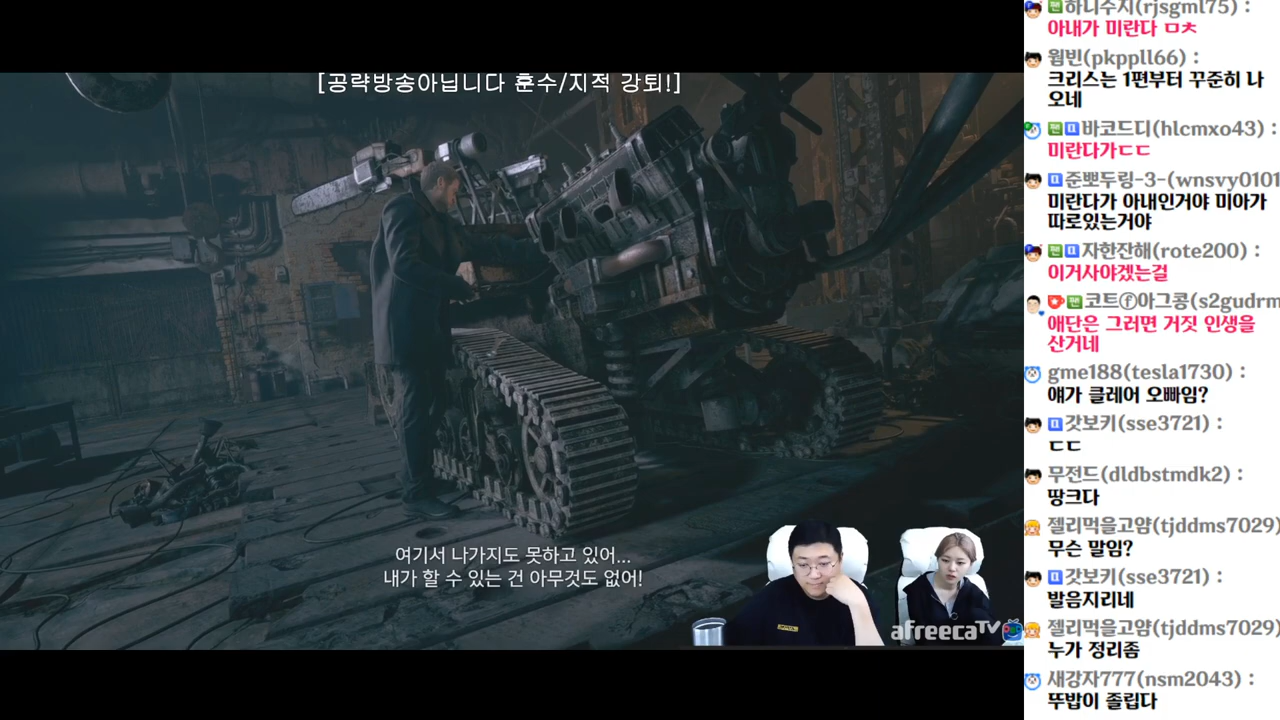 [공략방송아닙니다 훈수/지적 강퇴!]
여기서 나가지도 못하고 있어...
내가 할 수 있는 건 아무것도 없어!
afreecaTV
팬 하니수지(rjsgml75) :
아내가 미란다 ㅁㅊ
웜빈(pkppll66) :
크리스는 1편부터 꾸준히 나
오네
팬 바코드디(hlcmxo43) :
미란다가ㄷㄷ
준뽀두링-3-(wnsvy0101
미란다가 아내인거야 미아가
따로있는거야
팬 자한잔해(rote200) :
이거사야겠는걸
팬 코트ⓕ아그콩(s2gudrm
애단은 그러면 거짓 인생을
산거네
gme188(tesla1730) :
얘가 클레어 오빠임?
갓보키(sse3721) :
ㄷㄷ
무전드(dldbstmdk2) :
땅크다
젤리먹을고얌(tjddms7029)
무슨 말임?
갓보키(sse3721) :
발음지리네
젤리먹을고얌(tjddms7029)
누가 정리좀
새강자777(nsm2043) :
뚜밥이 졸립다